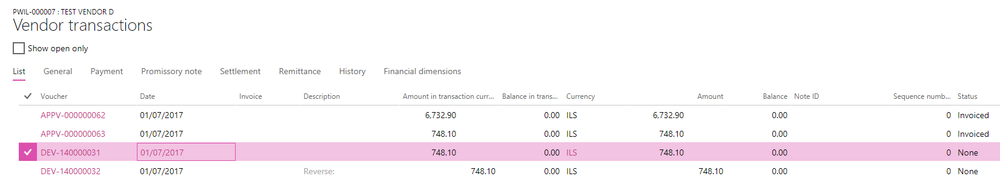 PWIL-000007 : TEST VENDOR D
Vendor transactions
Show open only
List General Payment Promissory note Settlement Remittance History Financial dimensions
Voucher Date Invoice Description Amount in transaction curr... Balance in trans... Currency Amount Balance Note ID Sequence numb... Status
APPV-000000062 01/07/2017 6,732.90 0.00 ILS 6,732.90 0.00 0 Invoiced
APPV-000000063 01/07/2017 748.10 0.00 ILS 748.10 0.00 0 Invoiced
DEV-140000031 01/07/2017 748.10 0.00 ILS 748.10 0.00 0 None
DEV-140000032 01/07/2017 Reverse: 748.10 0.00 ILS 748.10 0.00 0 None